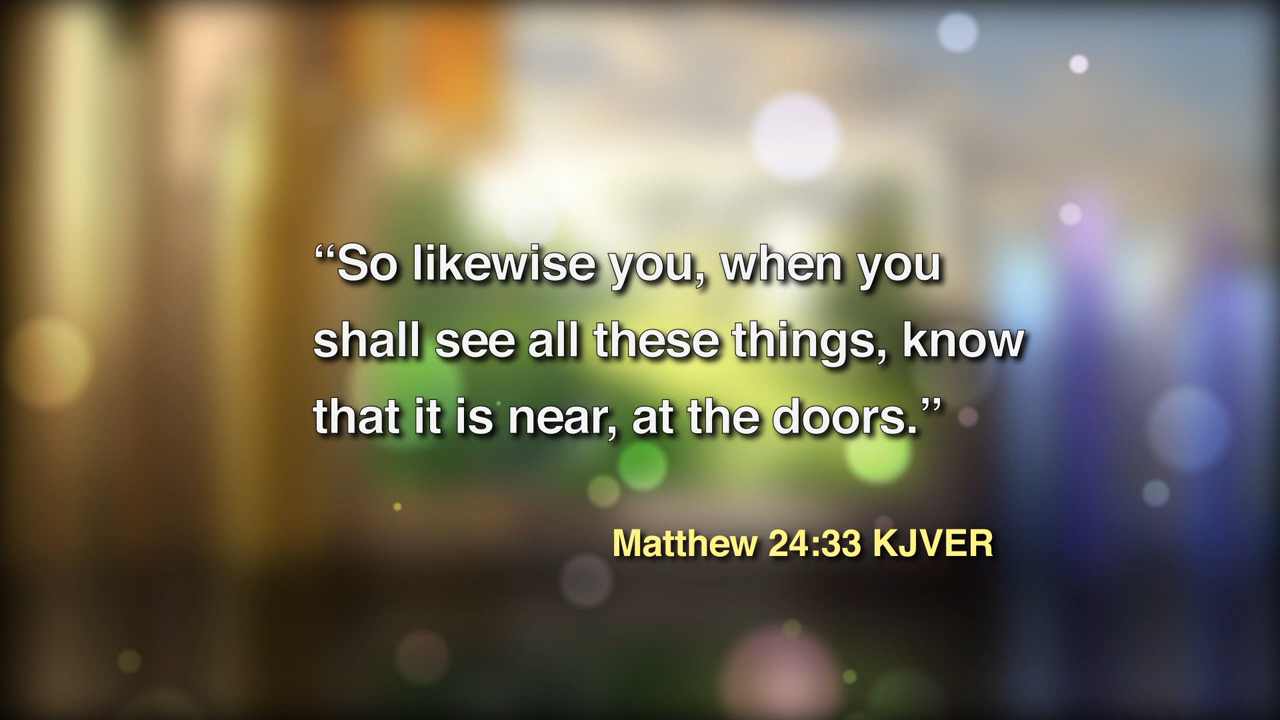 “So likewise you, when you
shall see all these things, know
that it is near, at the doors.”
Matthew 24:33 KJVER